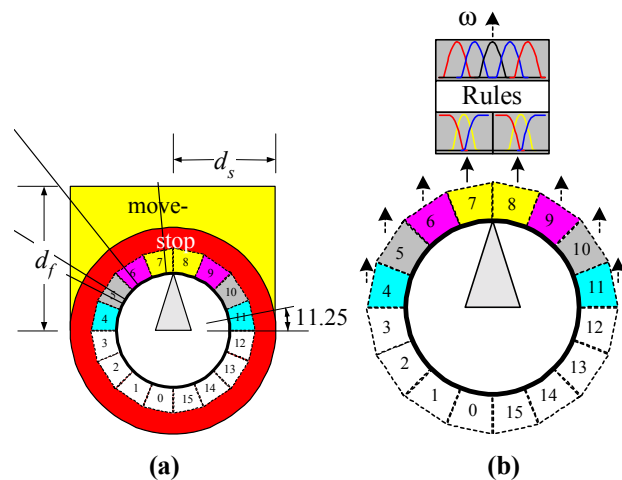 d_s
move-
stop
d_f
11.25
6 7 8 9
5 10
4 11
3 12
2 13
1 0 15 14
(a)
ω
Rules
7 8
6 9
5 10
4 11
3 12
2 13
1 14
0 15
(b)